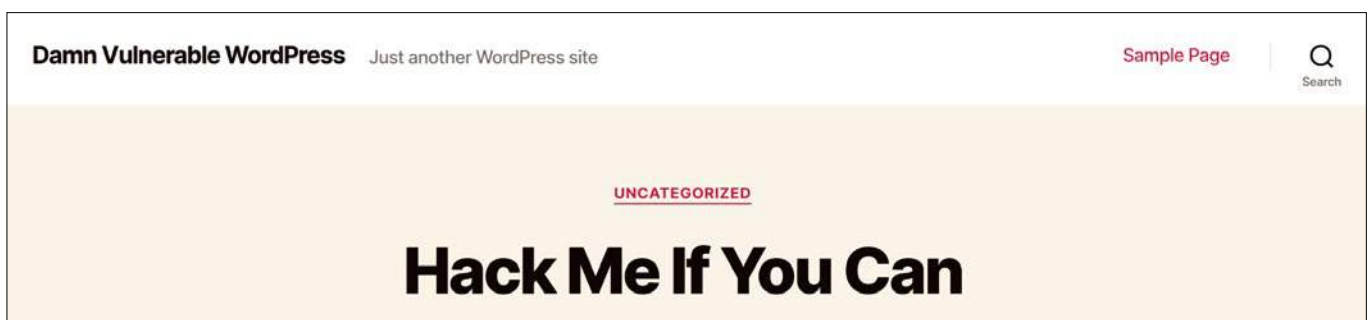 Damn Vulnerable WordPress Just another WordPress site Sample Page
Search
UNCATEGORIZED
Hack Me If You Can